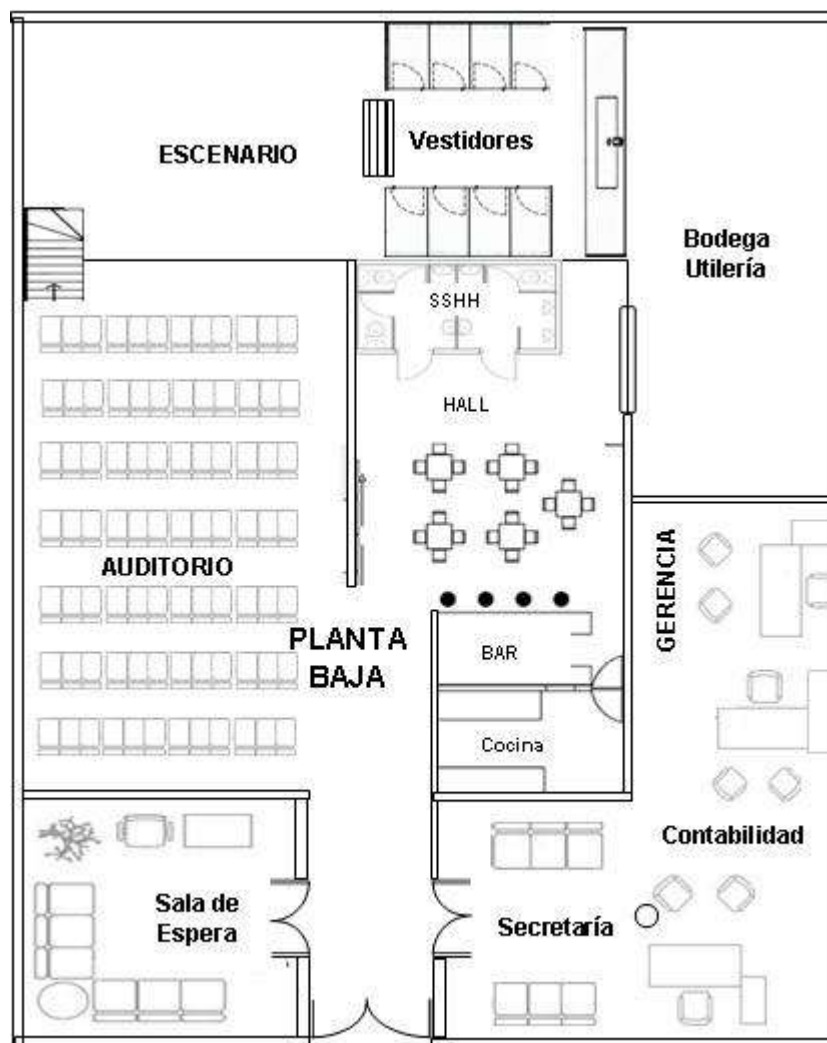 Vestidores
ESCENARIO
Bodega
Utilería
SSHH
HALL
AUDITORIO
GERENCIA
PLANTA
BAJA
BAR
Cocina
Contabilidad
Sala de
Espera
Secretaría